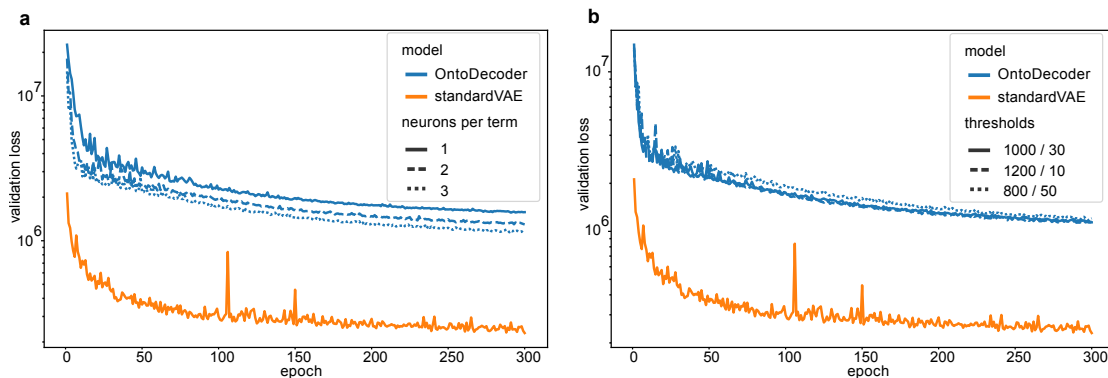 a
validation loss
10^7
10^6
model
OntoDecoder
standardVAE
neurons per term
1
2
3
0 50 100 150 200 250 300
epoch
b
validation loss
10^7
10^6
model
OntoDecoder
standardVAE
thresholds
1000 / 30
1200 / 10
800 / 50
0 50 100 150 200 250 300
epoch